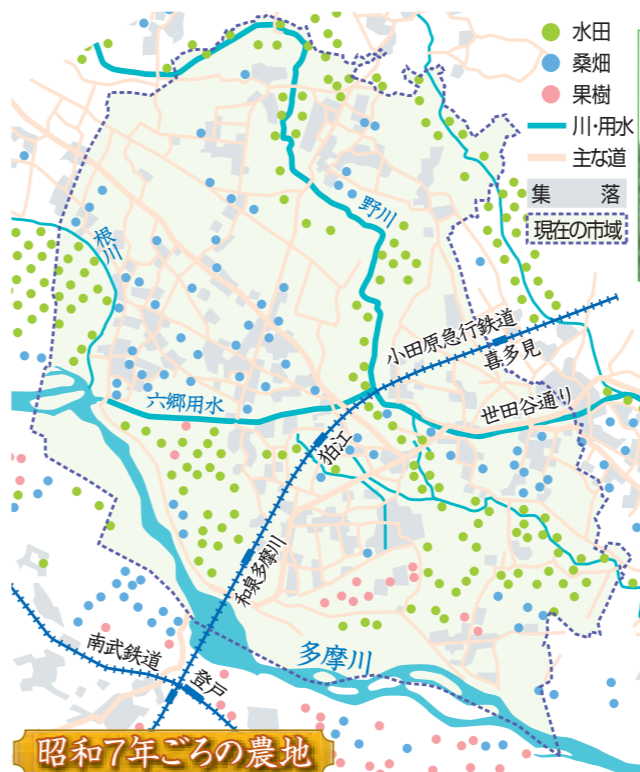 水田
桑畑
果樹
川・用水
主な道
集落
現在の市域
野川
根川
小田原急行鉄道
喜多見
六郷用水
世田谷通り
狛江
和泉多摩川
多摩川
南武鉄道
登戸
昭和7年ごろの農地